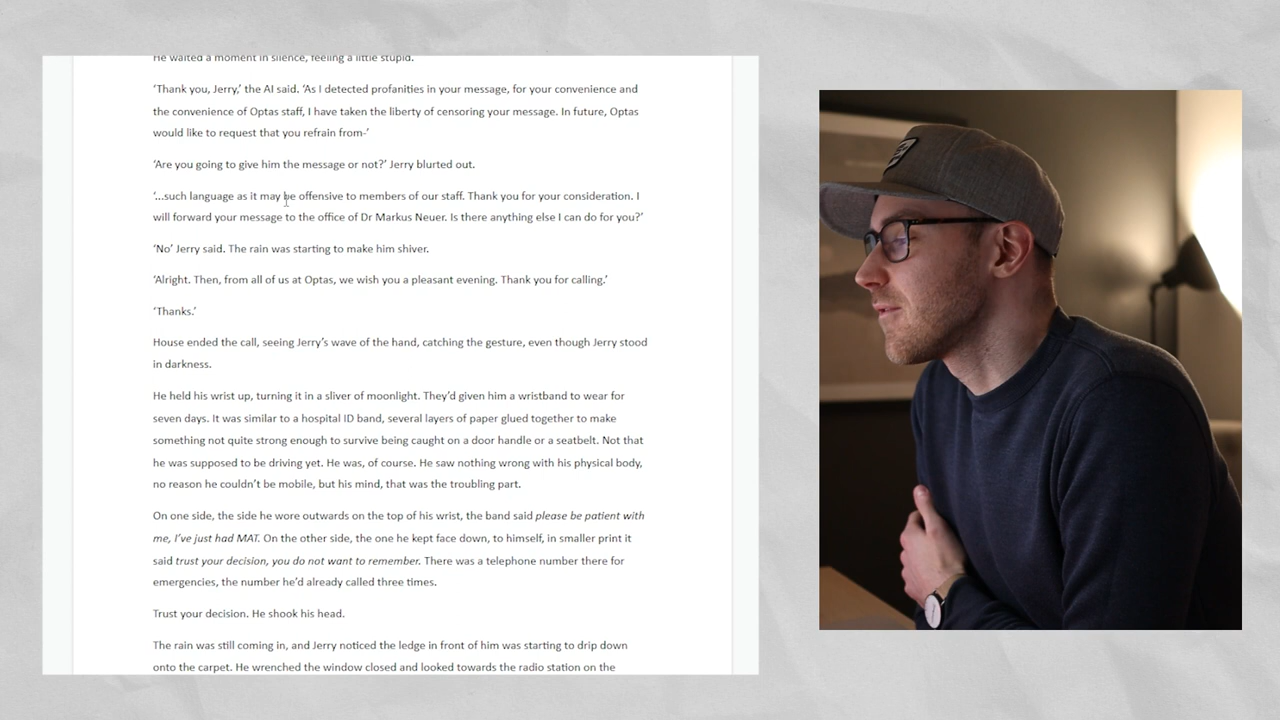 He waited a moment in silence, feeling a little stupid.
‘Thank you, Jerry,’ the AI said. ‘As I detected profanities in your message, for your convenience and
the convenience of Optas staff, I have taken the liberty of censoring your message. In future, Optas
would like to request that you refrain from-’
‘Are you going to give him the message or not?’ Jerry blurted out.
‘...such language as it may be offensive to members of our staff. Thank you for your consideration. I
will forward your message to the office of Dr Markus Neuer. Is there anything else I can do for you?’
‘No’ Jerry said. The rain was starting to make him shiver.
‘Alright. Then, from all of us at Optas, we wish you a pleasant evening. Thank you for calling.’
‘Thanks.’
House ended the call, seeing Jerry’s wave of the hand, catching the gesture, even though Jerry stood
in darkness.
He held his wrist up, turning it in a sliver of moonlight. They’d given him a wristband to wear for
seven days. It was similar to a hospital ID band, several layers of paper glued together to make
something not quite strong enough to survive being caught on a door handle or a seatbelt. Not that
he was supposed to be driving yet. He was, of course. He saw nothing wrong with his physical body,
no reason he couldn’t be mobile, but his mind, that was the troubling part.
On one side, the side he wore outwards on the top of his wrist, the band said please be patient with
me, I’ve just had MAT. On the other side, the one he kept face down, to himself, in smaller print it
said trust your decision, you do not want to remember. There was a telephone number there for
emergencies, the number he’d already called three times.
Trust your decision. He shook his head.
The rain was still coming in, and Jerry noticed the ledge in front of him was starting to drip down
onto the carpet. He wrenched the window closed and looked towards the radio station on the